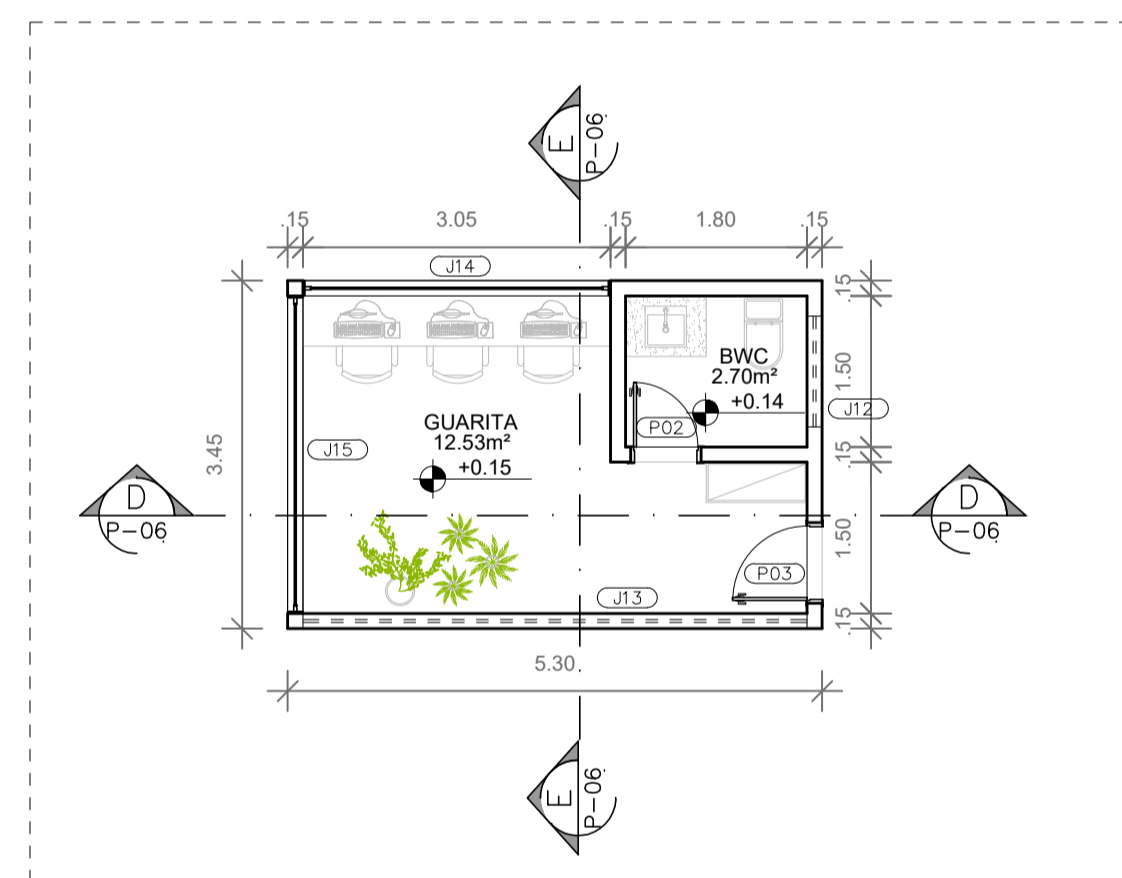 E
P-06
.15
3.05
.15
1.80
.15
J14
.15
BWC
2.70m²
+0.14
1.50
J12
GUARITA
12.53m²
+0.15
P02
J15
3.45
.15
D
P-06
D
P-06
1.50
P03
J13
.15
5.30
E
P-06